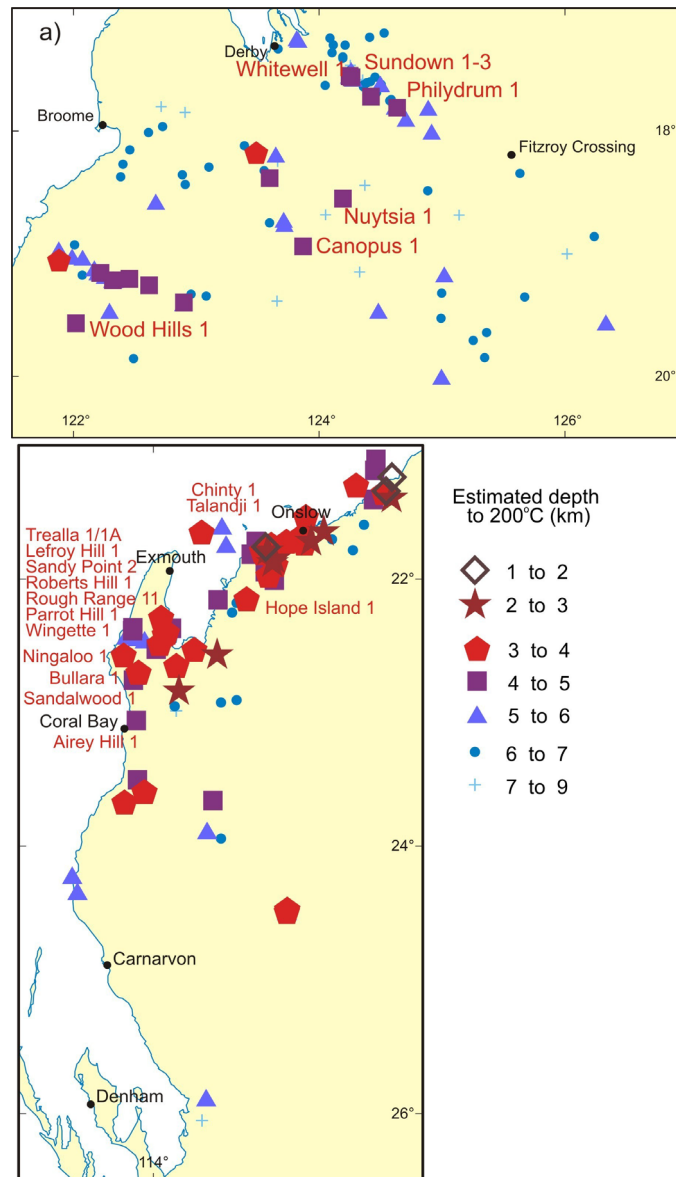 a)
Derby
Whitewell 1
Sundown 1-3
Philydrum 1
Broome
18°
Fitzroy Crossing
Nuytsia 1
Canopus 1
Wood Hills 1
20°
122°
124°
126°
Chinty 1
Talandji 1
Onslow
Trealla 1/1A
Lefroy Hill 1
Sandy Point 2
Roberts Hill 1
Rough Range 11
Parrot Hill 1
Wingette 1
Exmouth
22°
Hope Island 1
Ningaloo 1
Bullara 1
Sandalwood 1
Coral Bay
Airey Hill 1
24°
Carnarvon
Denham
26°
114°
Estimated depth
to 200°C (km)
1 to 2
2 to 3
3 to 4
4 to 5
5 to 6
6 to 7
7 to 9